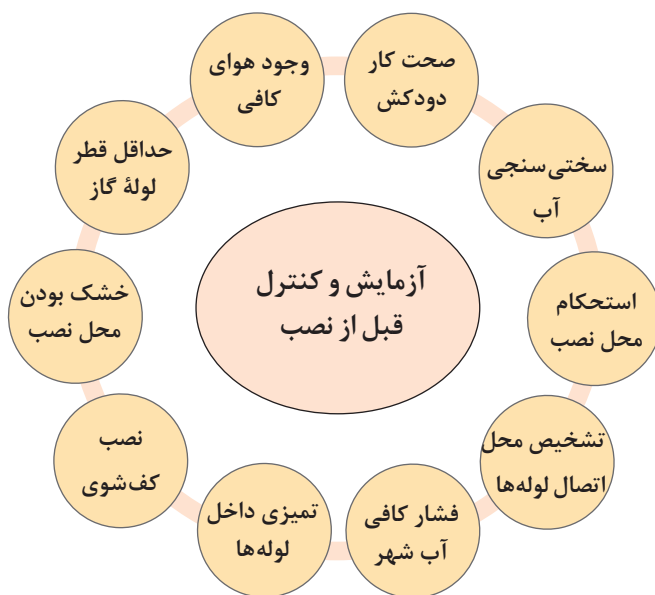 آزمایش و کنترل
قبل از نصب
صحت کار
دودکش
سختی‌سنجی
آب
استحکام
محل نصب
تشخیص محل
اتصال لوله‌ها
فشار کافی
آب شهر
تمیزی داخل
لوله‌ها
نصب
کف‌شوی
خشک بودن
محل نصب
حداقل قطر
لولهٔ گاز
وجود هوای
کافی